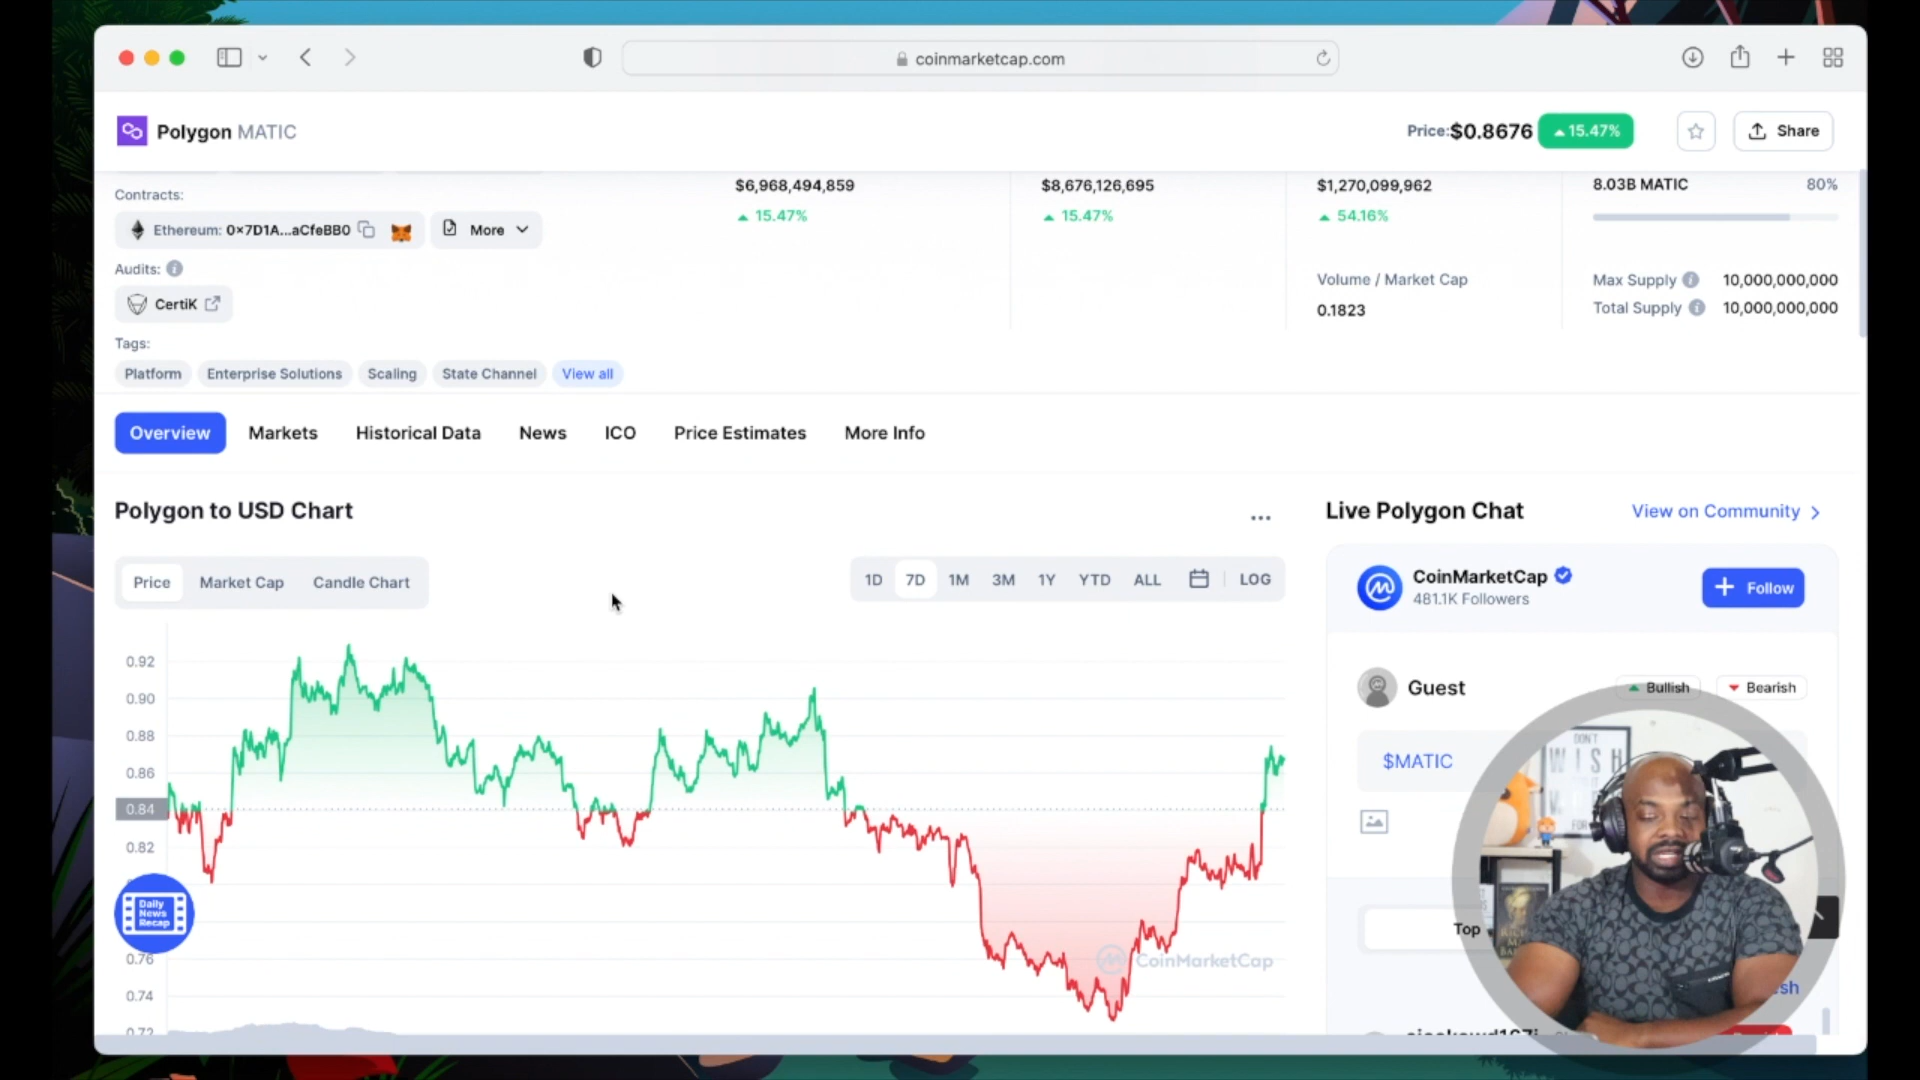 coinmarketcap.com
Polygon MATIC
Price:$0.8676 15.47% Share
Contracts:
$6,968,494,859 $8,676,126,695 $1,270,099,962 8.03B MATIC 80%
15.47% 15.47% 54.16%
Ethereum: 0x7D1A...aCfeBB0 More
Audits:
CertiK
Volume / Market Cap
0.1823
Max Supply 10,000,000,000
Total Supply 10,000,000,000
Tags:
Platform Enterprise Solutions Scaling State Channel View all
Overview Markets Historical Data News ICO Price Estimates More Info
Polygon to USD Chart
...
Price Market Cap Candle Chart
1D 7D 1M 3M 1Y YTD ALL LOG
0.92
0.90
0.88
0.86
0.84
0.82
0.76
0.74
0.72
Daily
News
Recap
CoinMarketCap
Live Polygon Chat View on Community
CoinMarketCap
481.1K Followers
Follow
Guest Bullish Bearish
$MATIC
Top
DON'T
WISH
FOR